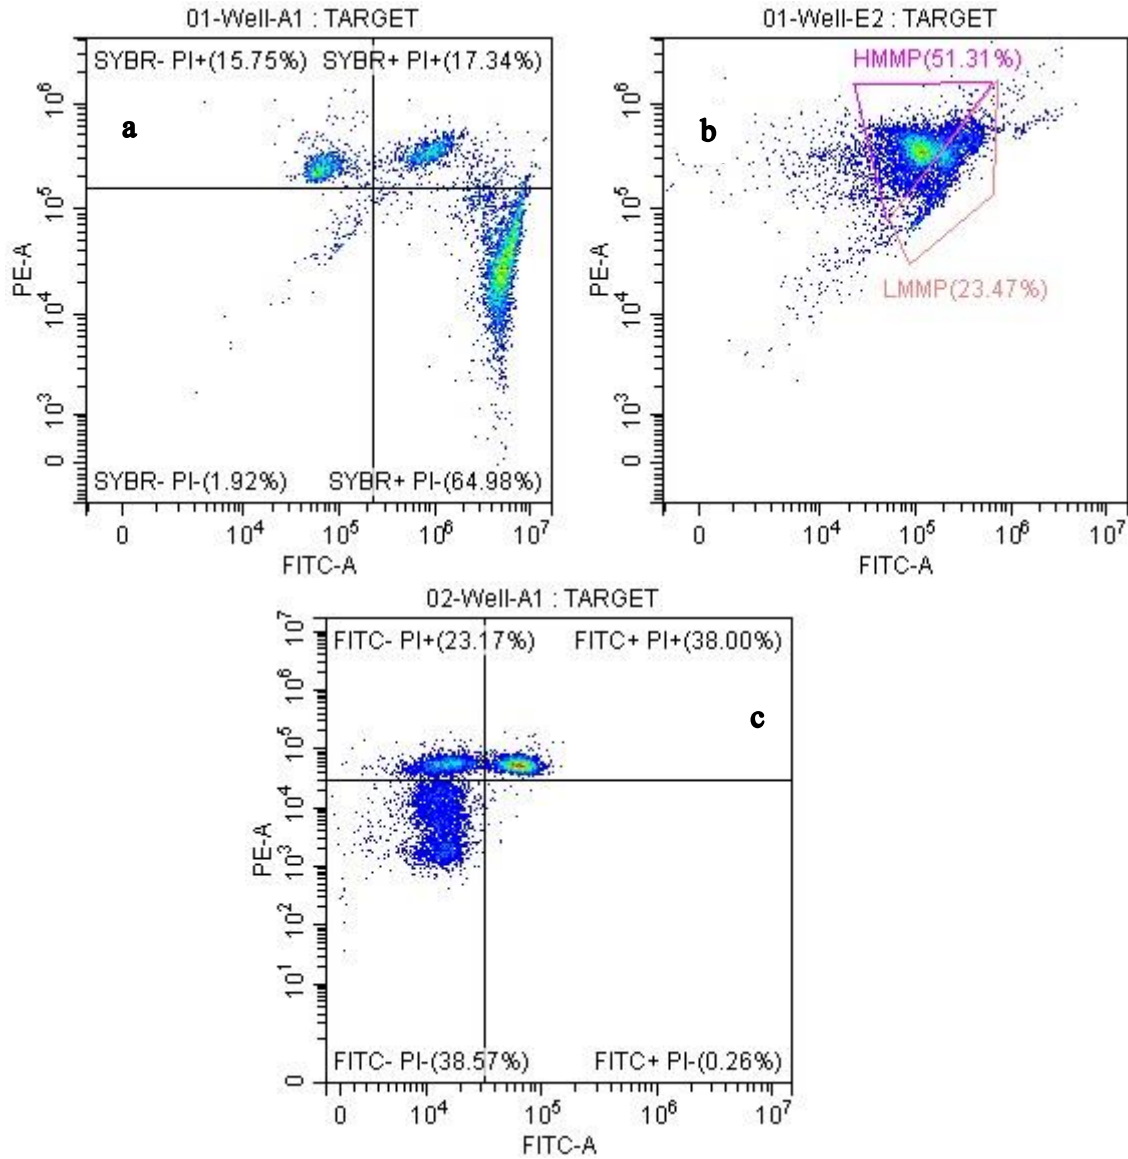 01-Well-A1 : TARGET
SYBR- PI+(15.75%) SYBR+ PI+(17.34%)
a
PE-A
10^6
10^5
10^4
10^3
0
SYBR- PI-(1.92%) SYBR+ PI-(64.98%)
0 10^4 10^5 10^6 10^7
FITC-A
01-Well-E2 : TARGET
HMMP(51.31%)
b
PE-A
10^6
10^5
10^4
10^3
0
LMMP(23.47%)
0 10^4 10^5 10^6 10^7
FITC-A
02-Well-A1 : TARGET
FITC- PI+(23.17%) FITC+ PI+(38.00%)
c
PE-A
10^7
10^6
10^5
10^4
10^3
10^2
10^1
0
FITC- PI-(38.57%) FITC+ PI-(0.26%)
0 10^4 10^5 10^6 10^7
FITC-A